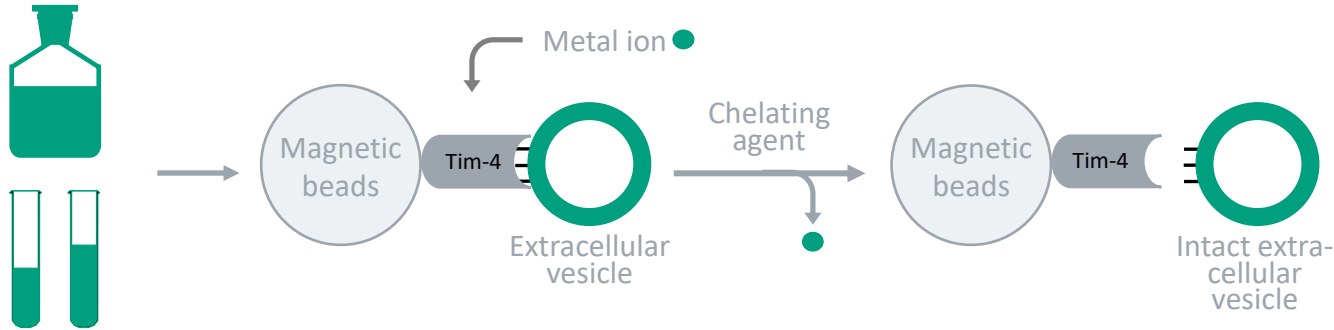 Metal ion
Magnetic
beads
Tim-4
Extracellular
vesicle
Chelating
agent
Magnetic
beads
Tim-4
Intact extra-
cellular
vesicle